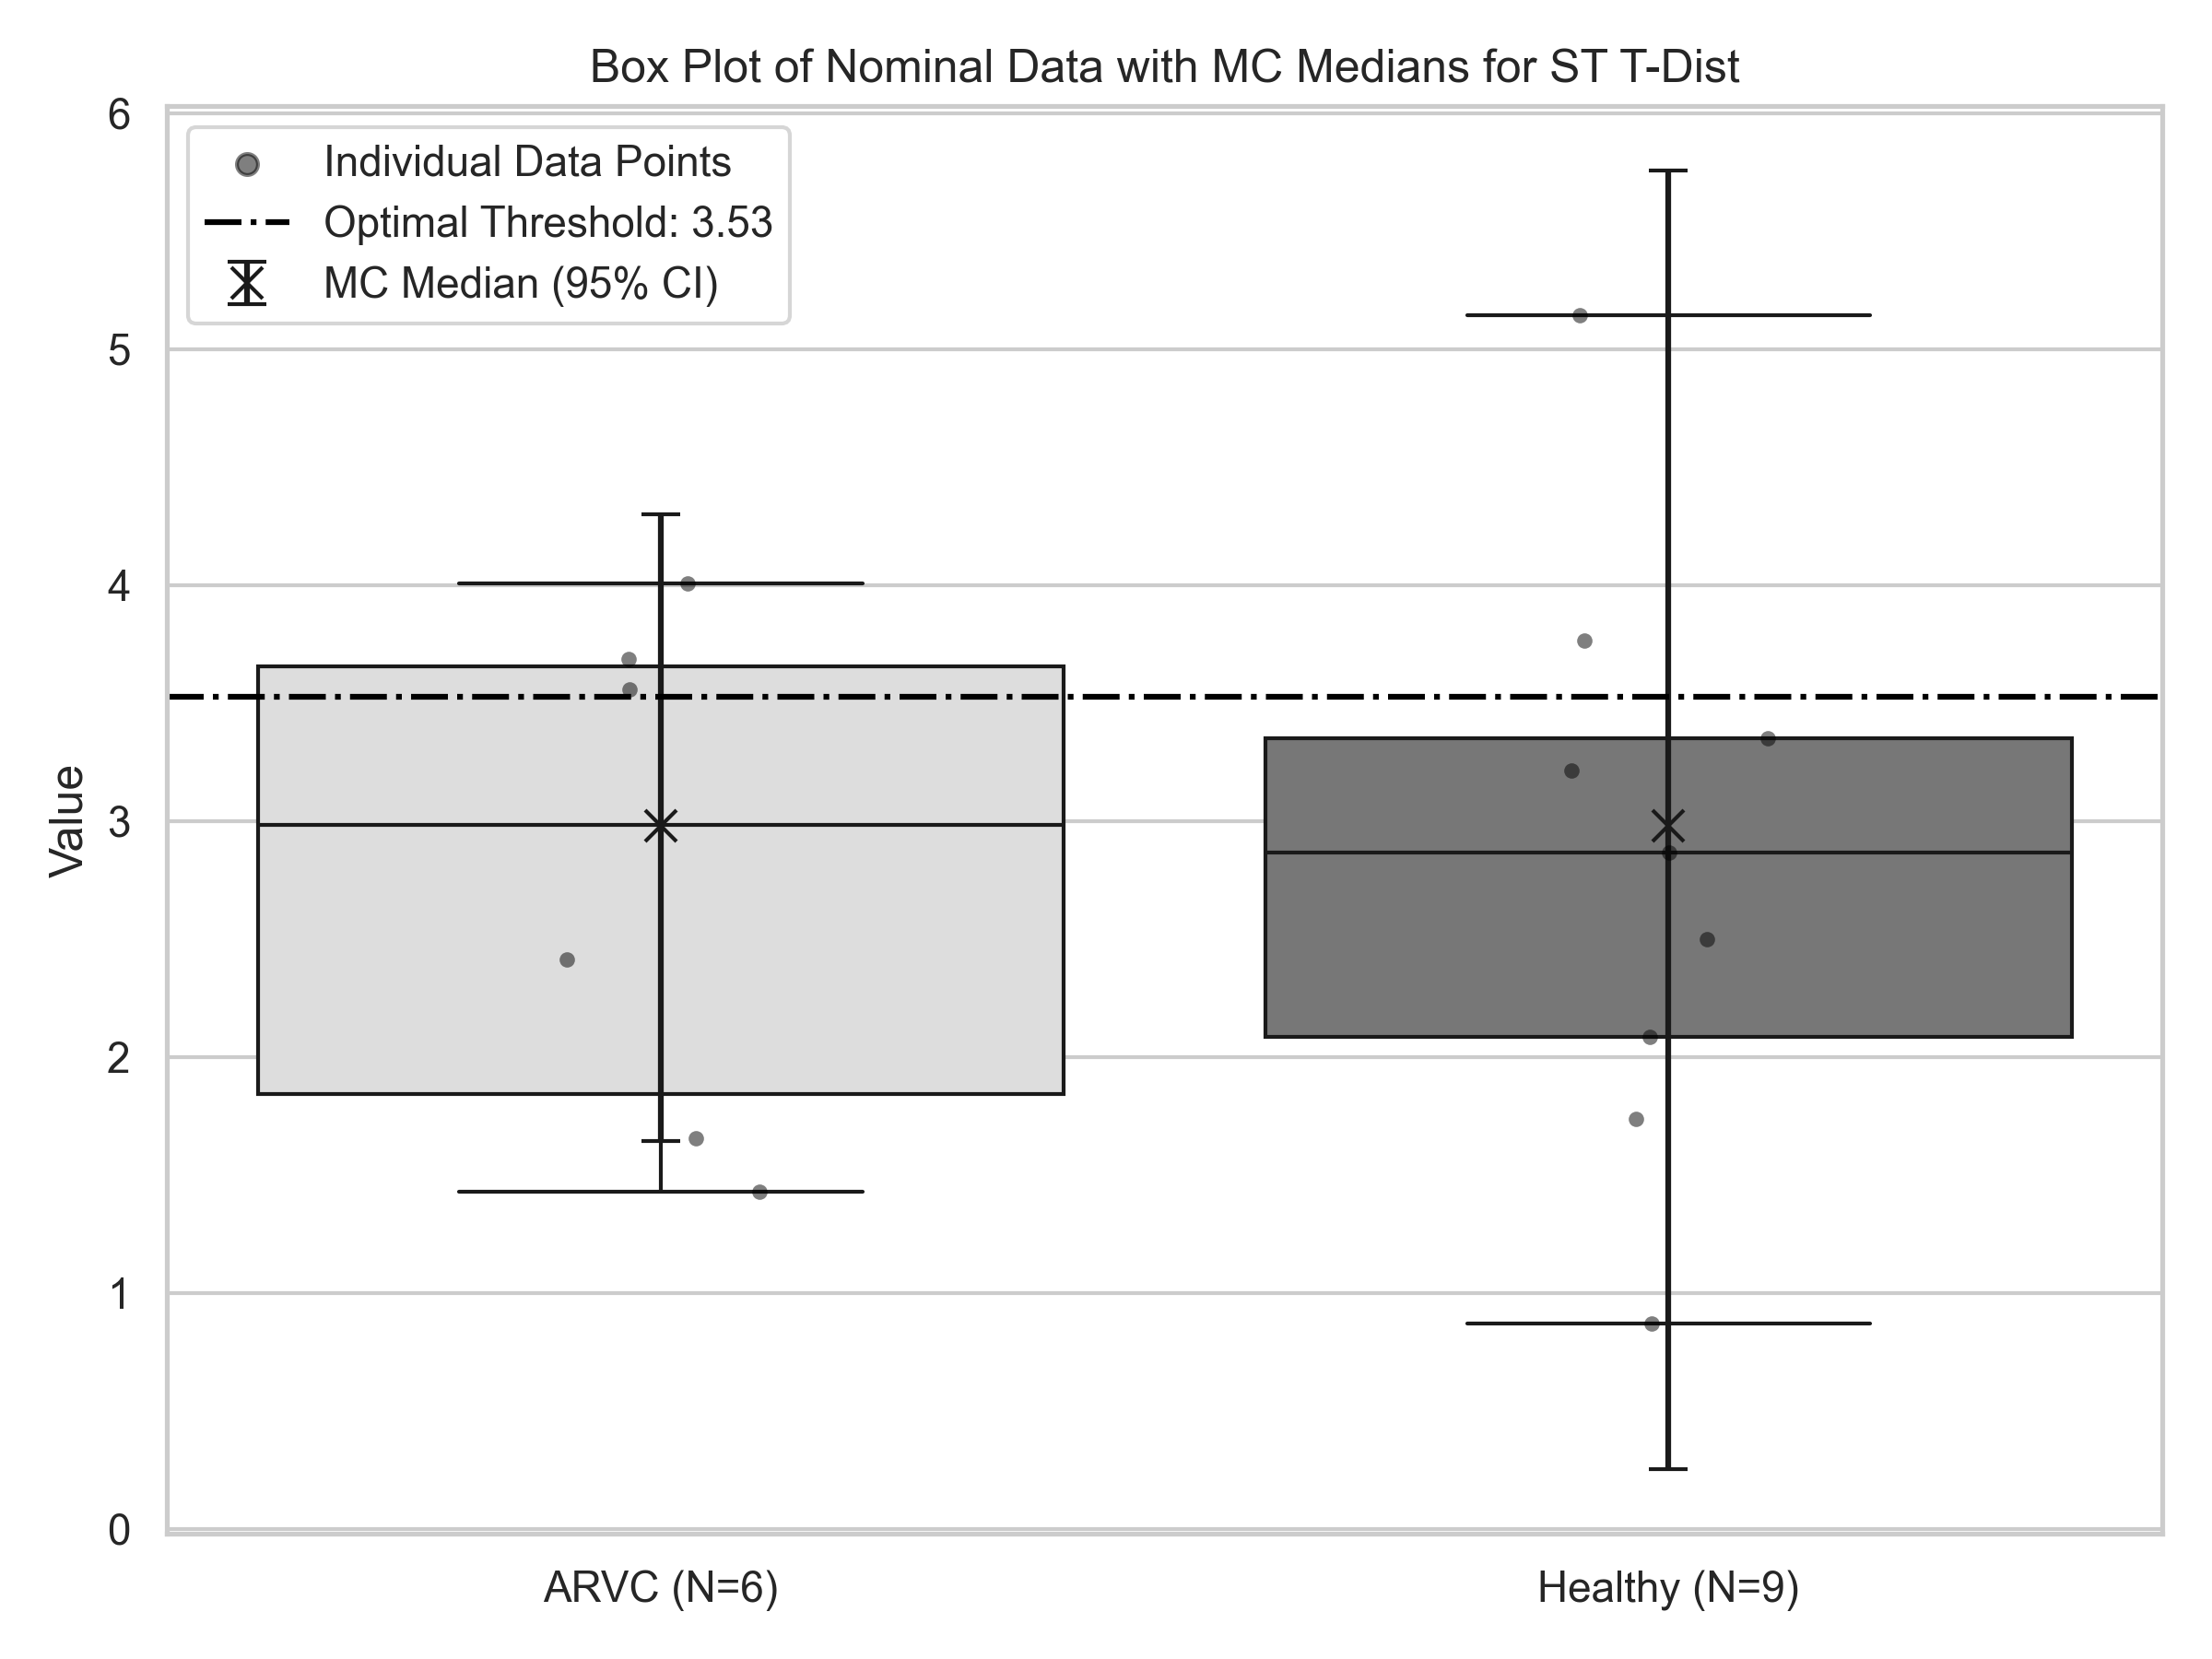 Box Plot of Nominal Data with MC Medians for ST T-Dist
Individual Data Points
Optimal Threshold: 3.53
MC Median (95% CI)
6
5
4
3
2
1
0
Value
ARVC (N=6)
Healthy (N=9)